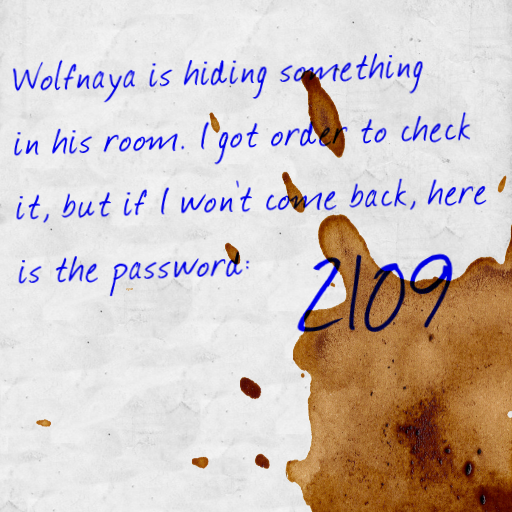 Wolfnaya is hiding something
in his room. I got order to check
it, but if I won't come back, here
is the password: 2109